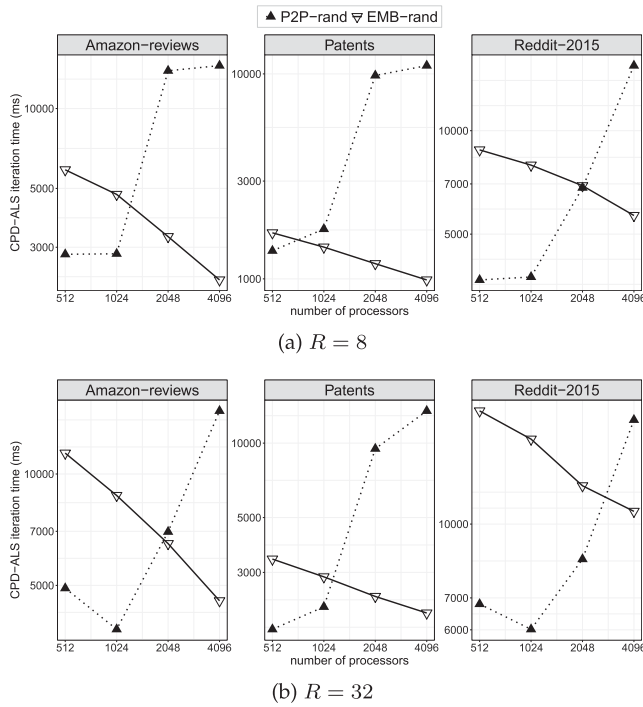 P2P−rand EMB−rand
Amazon−reviews Patents Reddit−2015
CPD−ALS iteration time (ms)
10000
5000
3000
10000
3000
1000
10000
7000
5000
512 1024 2048 4096 512 1024 2048 4096 512 1024 2048 4096
number of processors
(a) R = 8
Amazon−reviews Patents Reddit−2015
CPD−ALS iteration time (ms)
10000
7000
5000
10000
5000
3000
10000
7000
6000
512 1024 2048 4096 512 1024 2048 4096 512 1024 2048 4096
number of processors
(b) R = 32